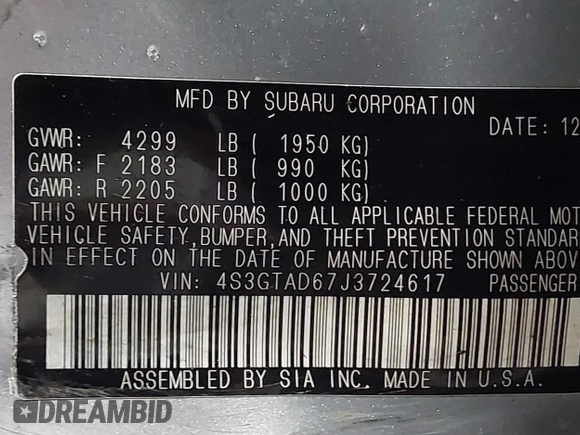 MFD BY SUBARU CORPORATION
DATE: 12
GVWR: 4299 LB ( 1950 KG)
GAWR: F 2183 LB ( 990 KG)
GAWR: R 2205 LB ( 1000 KG)
THIS VEHICLE CONFORMS TO ALL APPLICABLE FEDERAL MOT
VEHICLE SAFETY, BUMPER, AND THEFT PREVENTION STANDAR
IN EFFECT ON THE DATE OF MANUFACTURE SHOWN ABOV
VIN: 4S3GTAD67J3724617 PASSENGER
ASSEMBLED BY SIA INC. MADE IN U.S.A.
DREAMBID